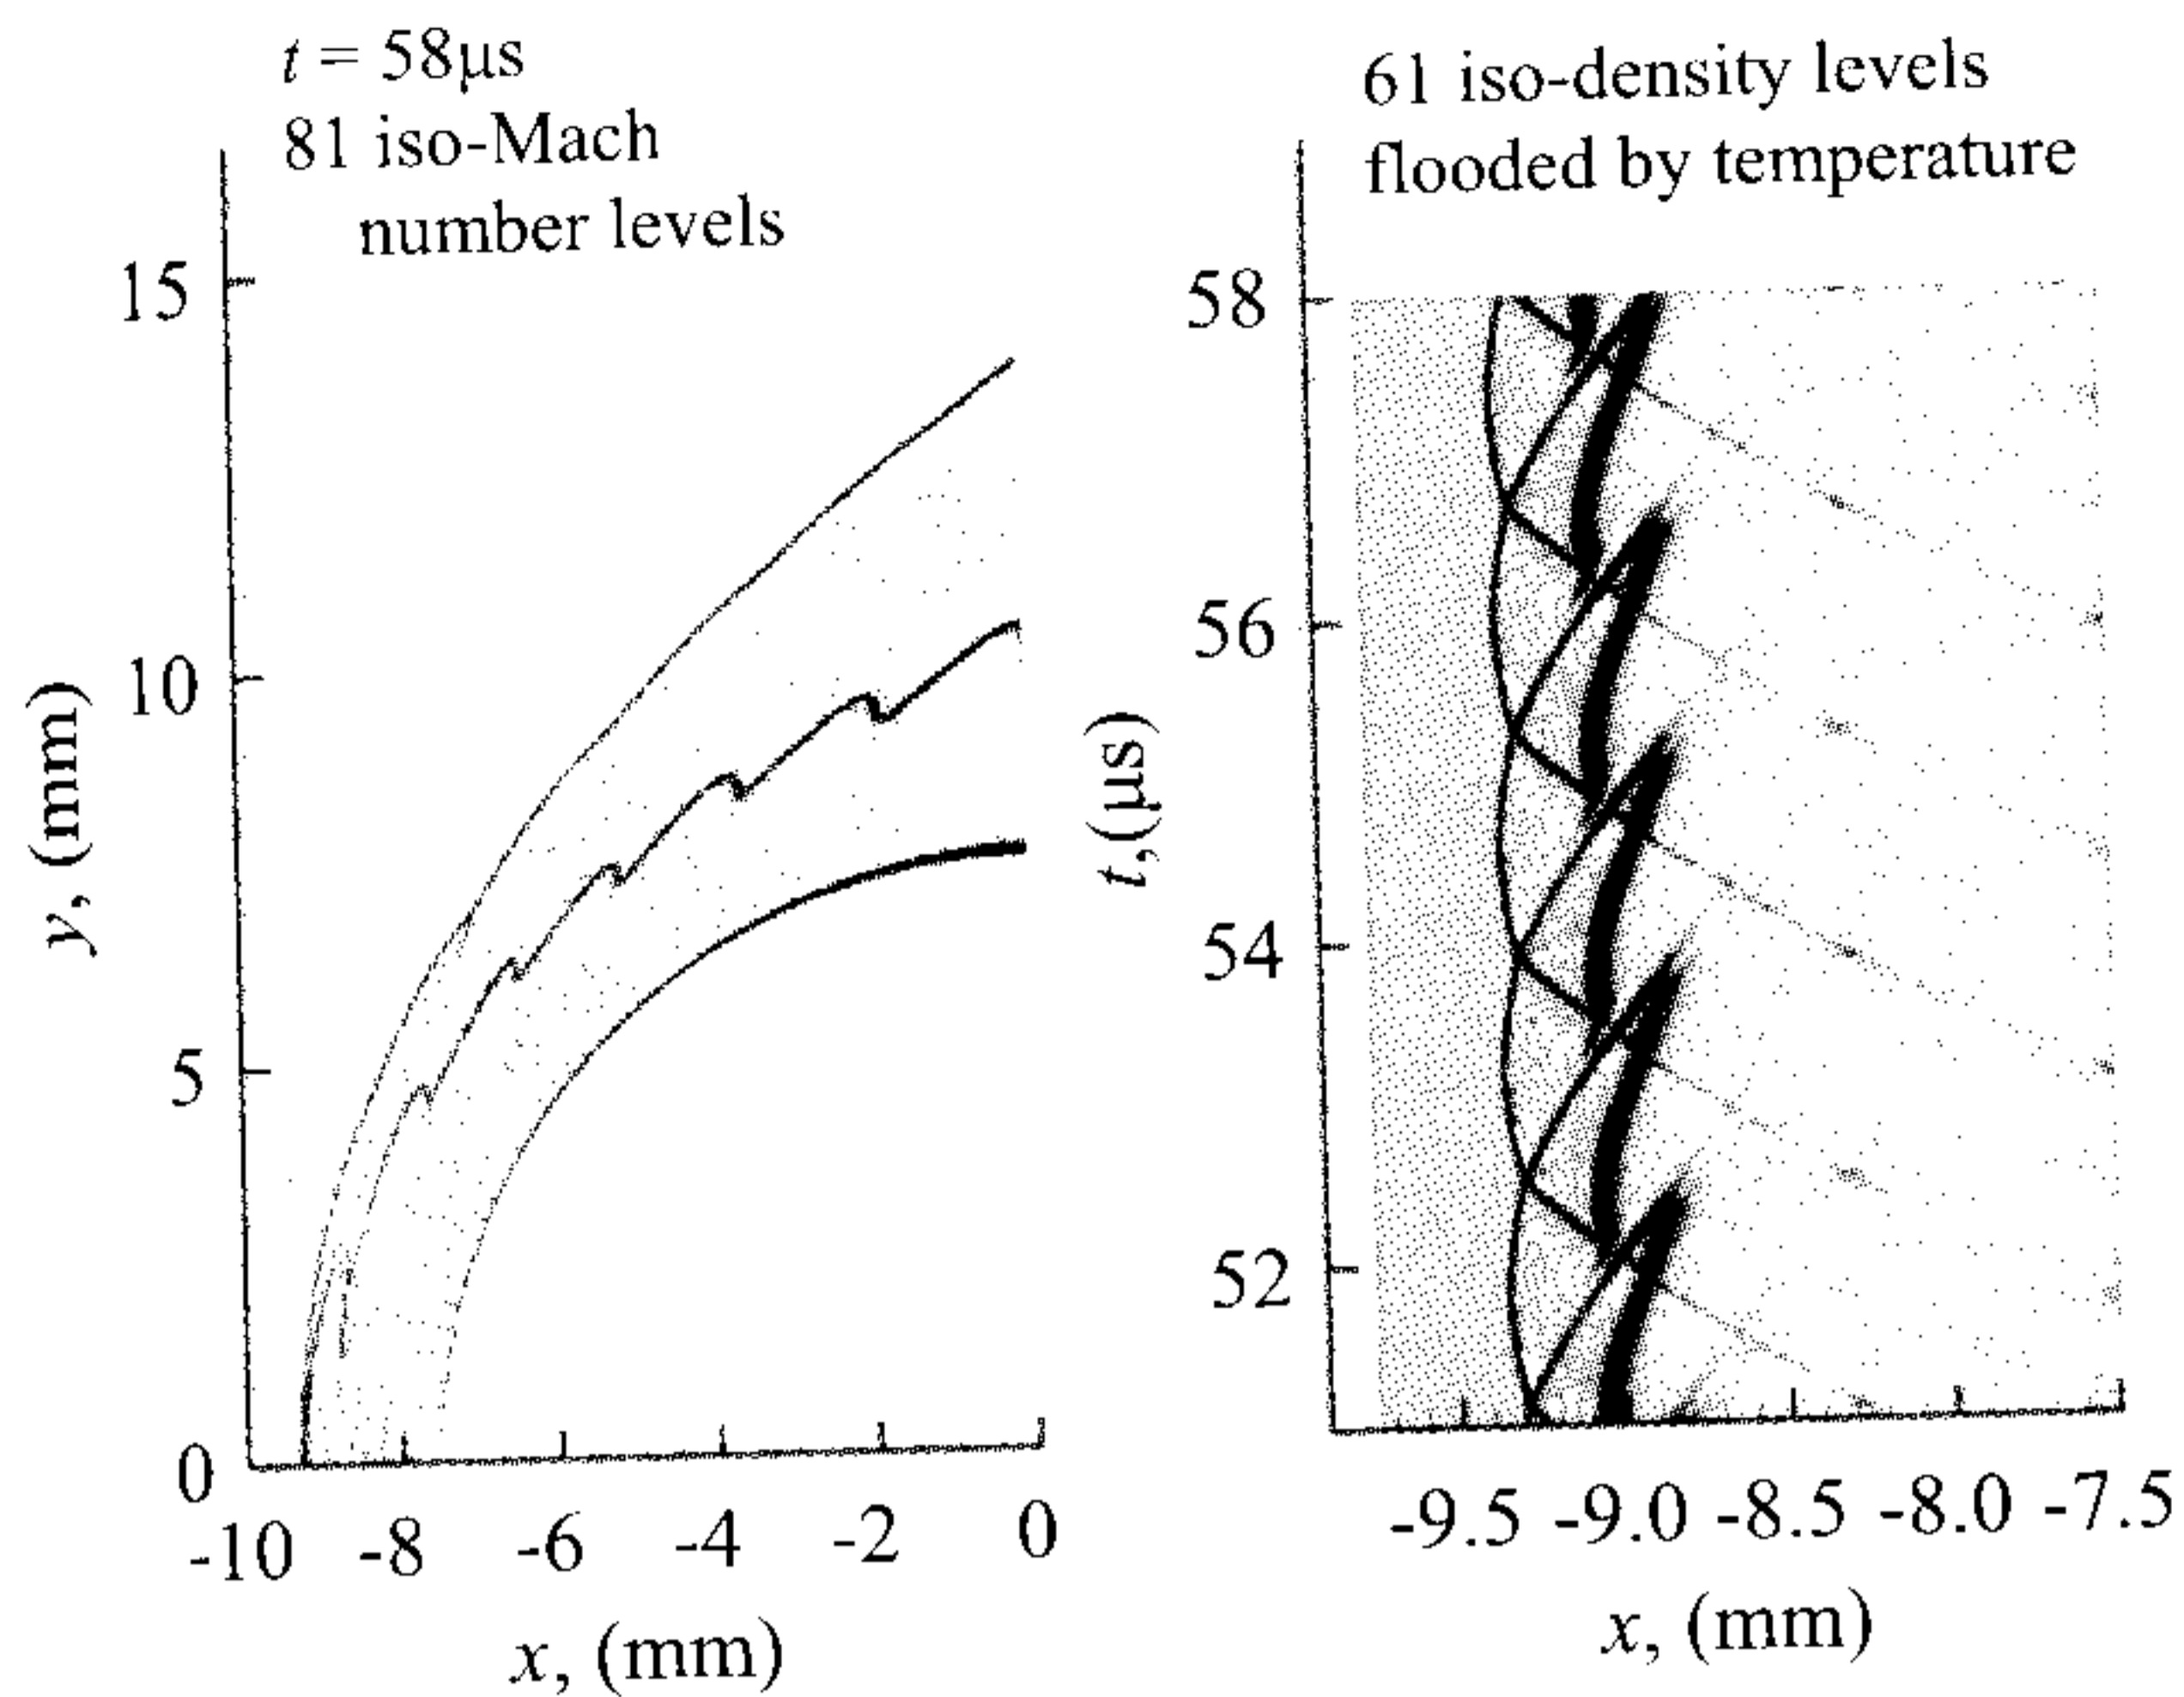 t = 58μs
81 iso-Mach
number levels
15
10
5
0
y, (mm)
-10 -8 -6 -4 -2 0
x, (mm)
61 iso-density levels
flooded by temperature
58
56
54
52
t,(μs)
-9.5 -9.0 -8.5 -8.0 -7.5
x, (mm)